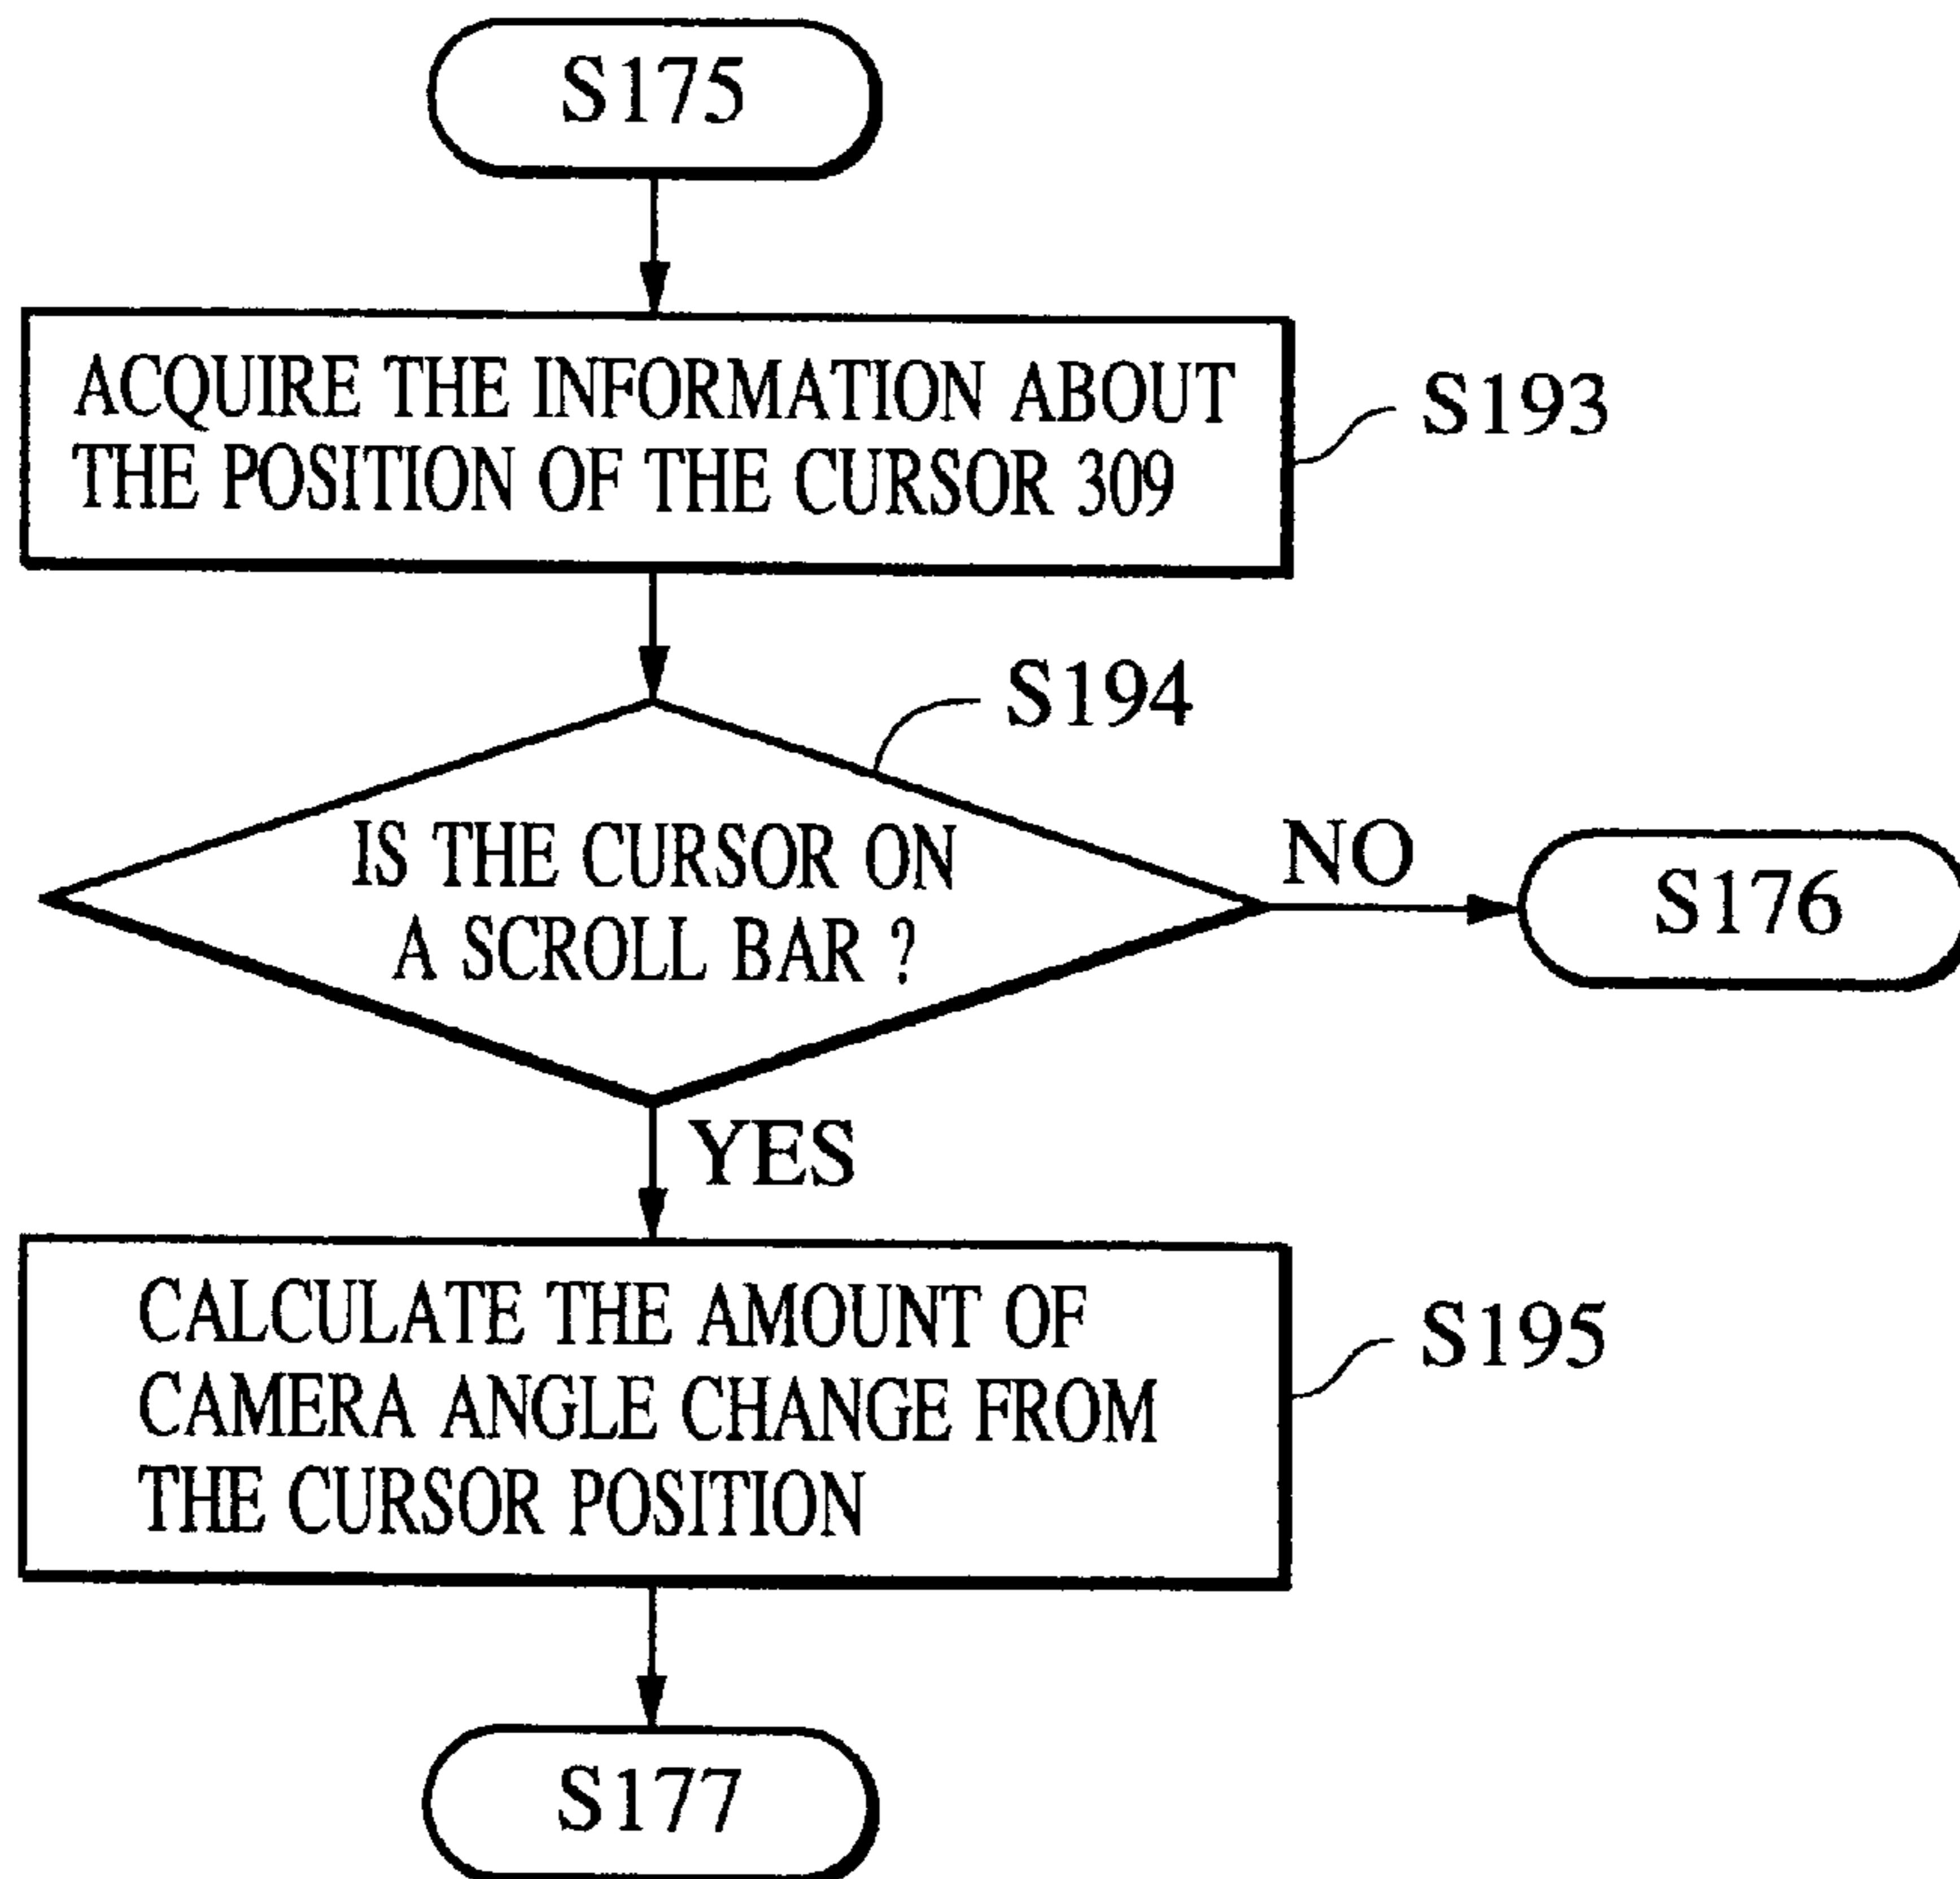 S175
ACQUIRE THE INFORMATION ABOUT
THE POSITION OF THE CURSOR 309
S193
S194
IS THE CURSOR ON
A SCROLL BAR ?
NO
S176
YES
CALCULATE THE AMOUNT OF
CAMERA ANGLE CHANGE FROM
THE CURSOR POSITION
S195
S177